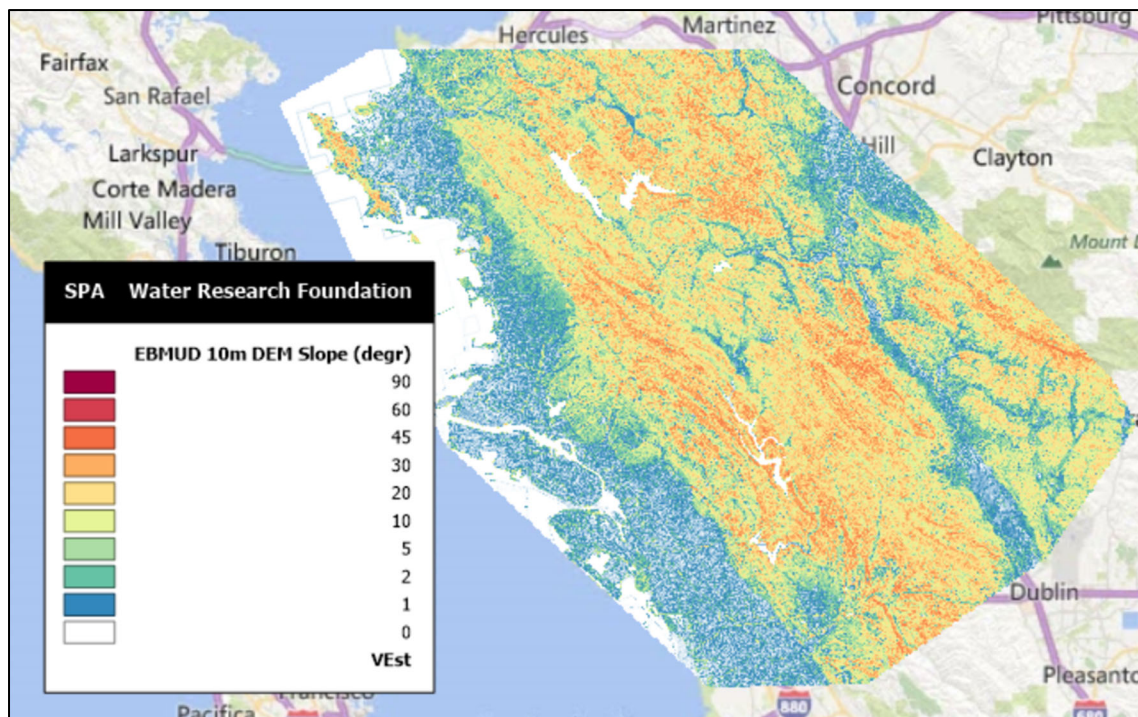 Hercules
Martinez
Pittsburg
Fairfax
Concord
San Rafael
Hill
Larkspur
Clayton
Corte Madera
Mill Valley
Mount
Tiburon
SPA Water Research Foundation
EBMUD 10m DEM Slope (degr)
90
60
45
30
20
10
5
2
1
0
VEst
Dublin
Pleasanto
Francisco
Pacifica
880
680